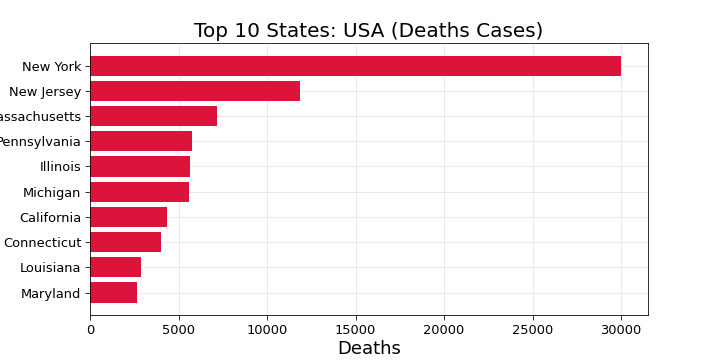 Top 10 States: USA (Deaths Cases)
New York
New Jersey
assachusetts
Pennsylvania
Illinois
Michigan
California
Connecticut
Louisiana
Maryland
0 5000 10000 15000 20000 25000 30000
Deaths